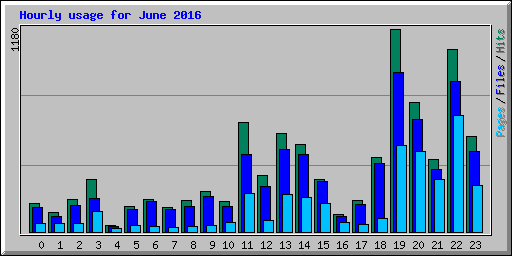 Hourly usage for June 2016
1180
Pages/Files/Hits
0 1 2 3 4 5 6 7 8 9 10 11 12 13 14 15 16 17 18 19 20 21 22 23